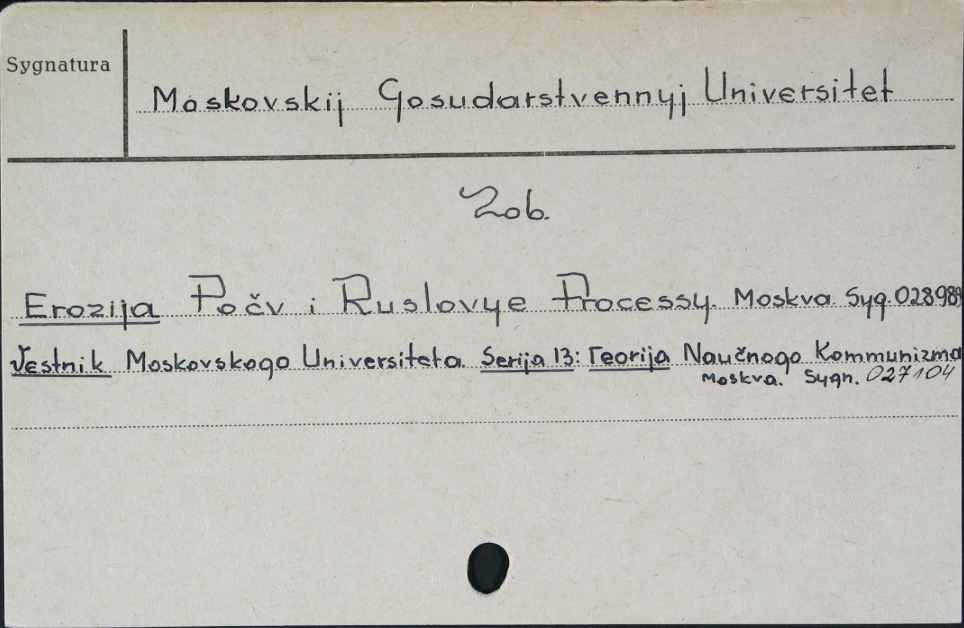 Sygnatura
Moskovskij Gosudarstvennyj Universitet
Zob.
Erozija Počv i Ruslovye Processy. Moskva Syg. 028989
Vestnik Moskovskogo Universiteta. Serija 13: Teorija Naučnogo Kommunizma
Moskva. Sygn. 027104